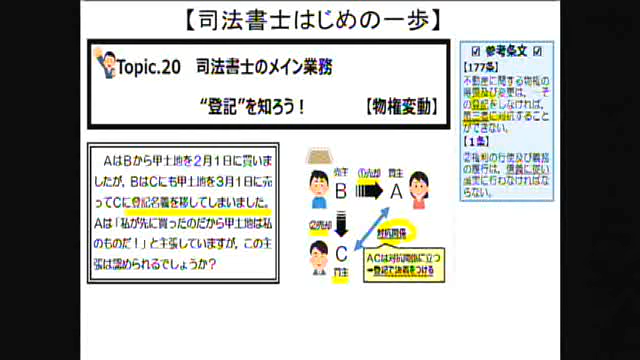 【司法書士はじめの一歩】
Topic.20 司法書士のメイン業務
“登記”を知ろう！ 【物権変動】
☑ 参考条文 ☑
【177条】
不動産に関する物権の
得喪及び変更は、…そ
の登記をしなければ、
第三者に対抗すること
ができない。
【1条】
②権利の行使及び義務
の履行は、信義に従い
誠実に行わなければな
らない。
AはBから甲土地を2月1日に買いま
したが、BはCにも甲土地を3月1日に売
ってCに登記名義を移してしまいました。
Aは「私が先に買ったのだから甲土地は私
のものだ！」と主張していますが、この主
張は認められるでしょうか？
売主 ①売却 買主
B A
②売却
対抗関係
C
買主
ACは対抗関係に立つ
⇒登記で決着をつける